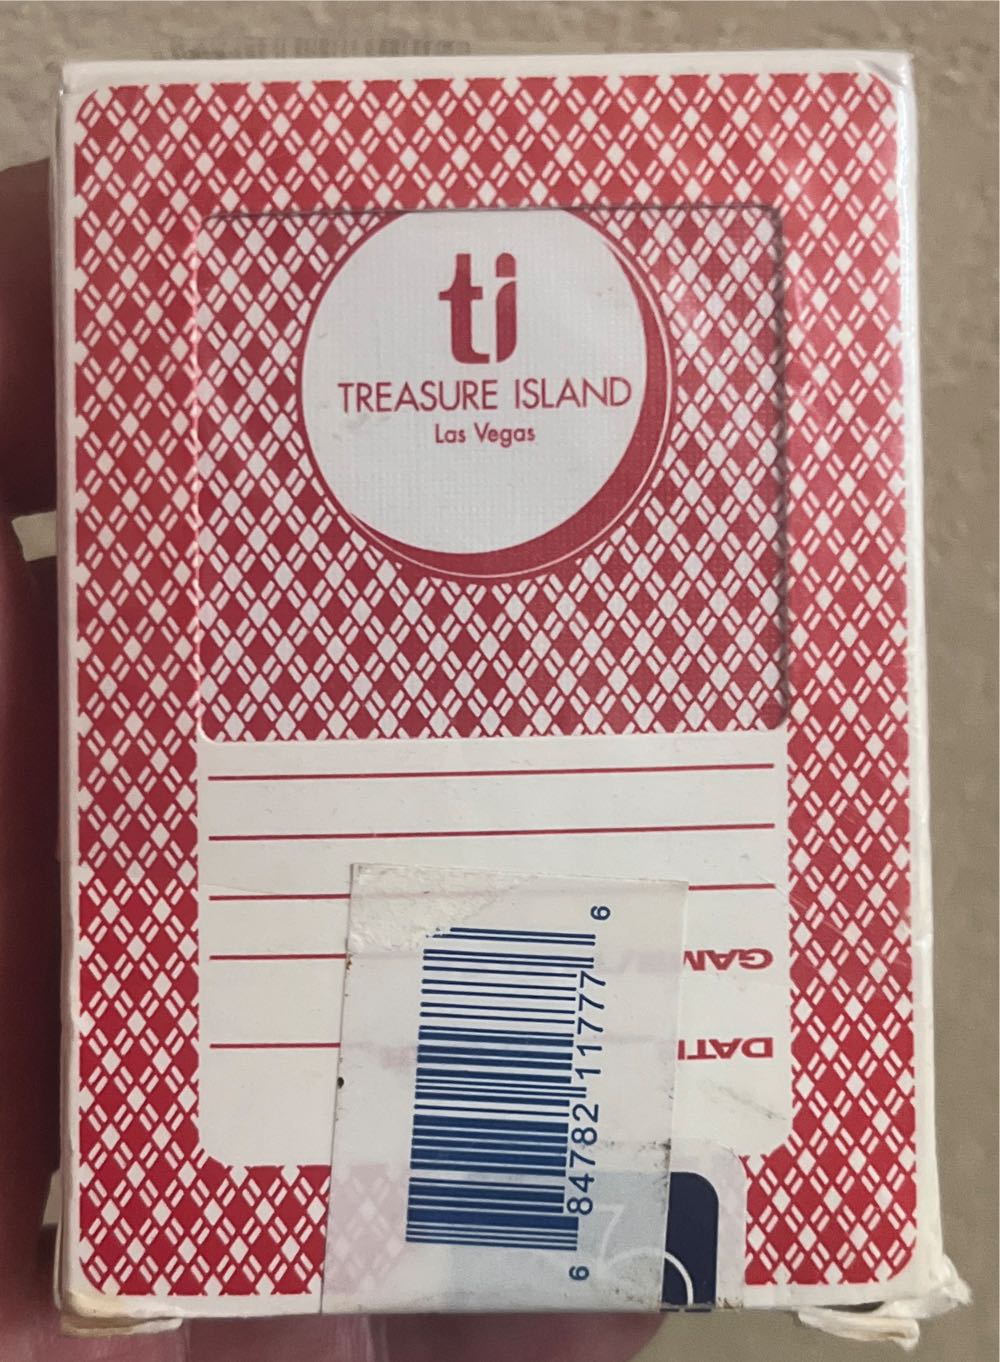 ti
TREASURE ISLAND
Las Vegas
6 84782 11777 6